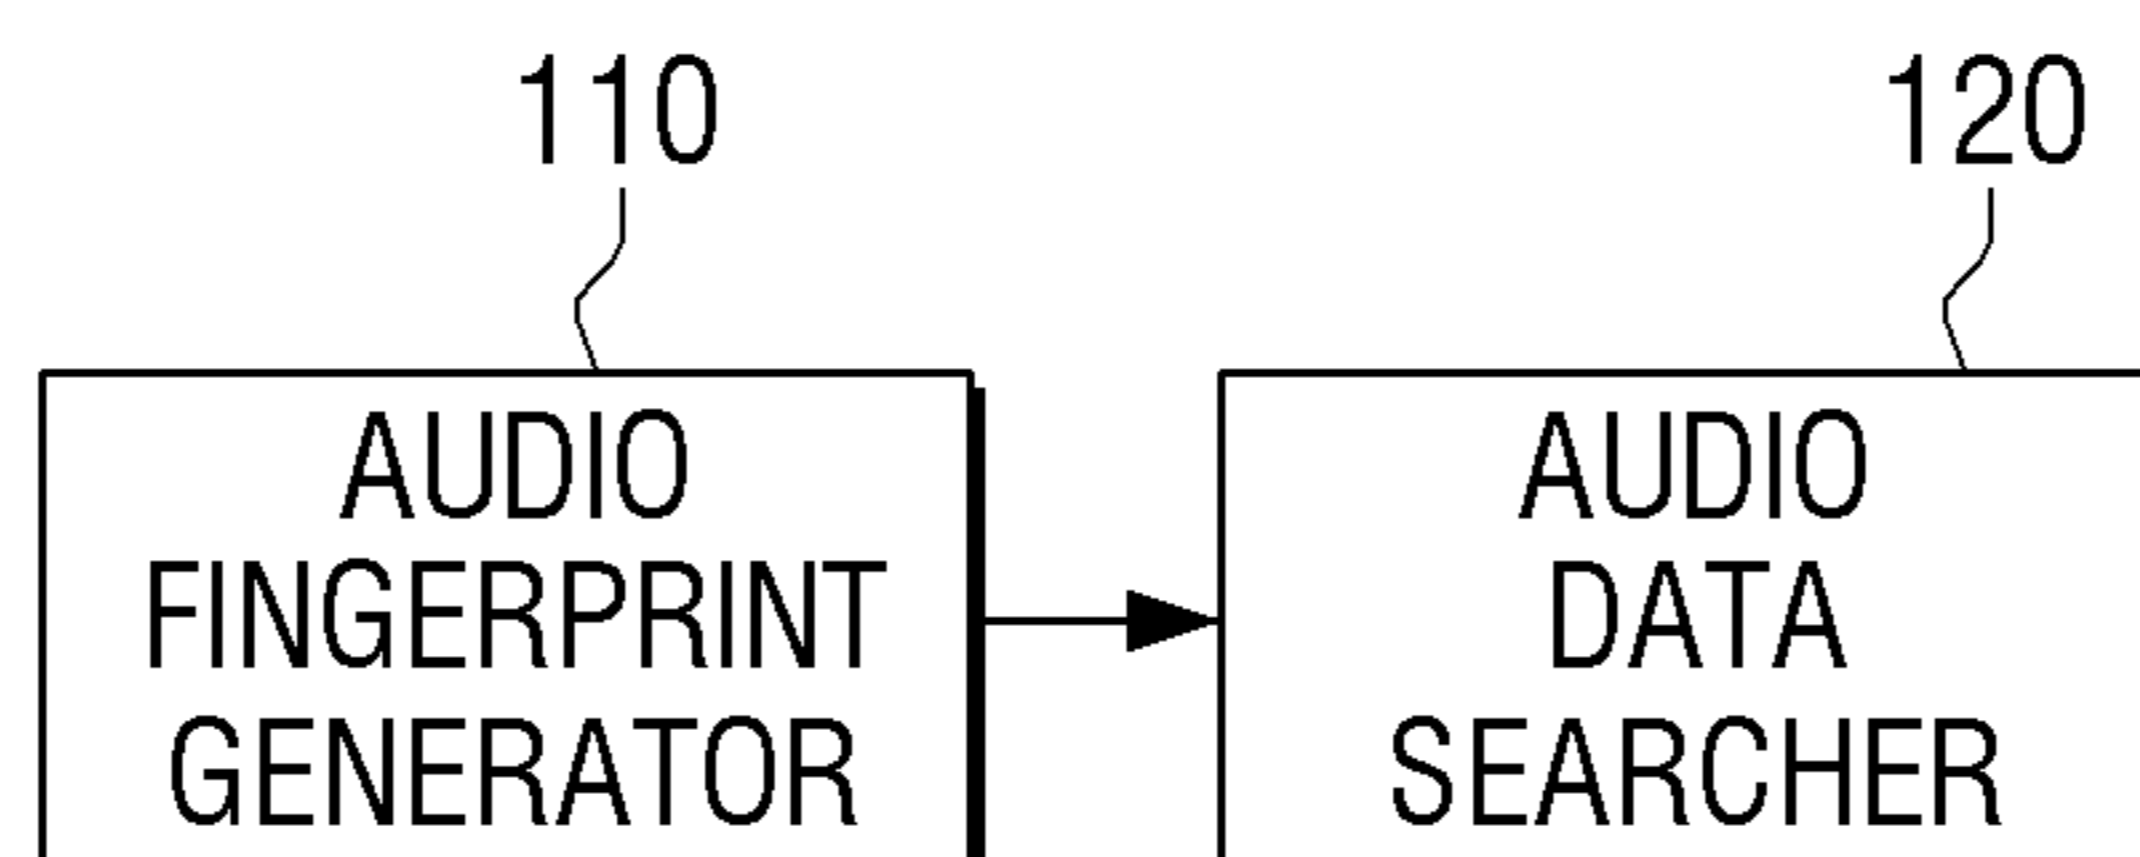 110
120
AUDIO
FINGERPRINT
GENERATOR
AUDIO
DATA
SEARCHER